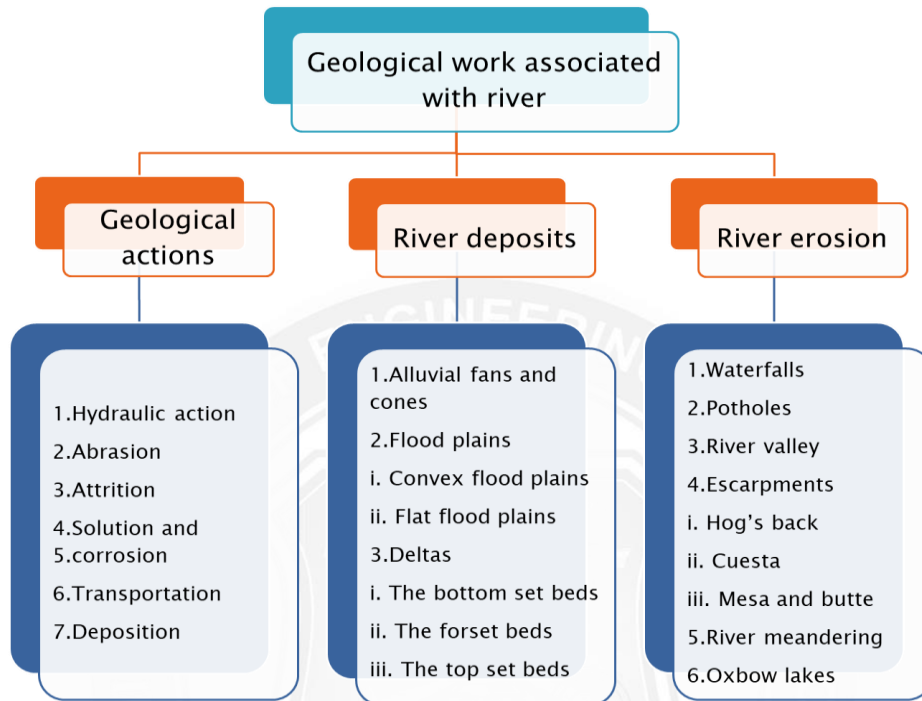 Geological work associated
with river
Geological
actions
River deposits
River erosion
1.Hydraulic action
2.Abrasion
3.Attrition
4.Solution and
5.corrosion
6.Transportation
7.Deposition
1.Alluvial fans and
cones
2.Flood plains
i. Convex flood plains
ii. Flat flood plains
3.Deltas
i. The bottom set beds
ii. The forset beds
iii. The top set beds
1.Waterfalls
2.Potholes
3.River valley
4.Escarpments
i. Hog’s back
ii. Cuesta
iii. Mesa and butte
5.River meandering
6.Oxbow lakes
ENGINEERING